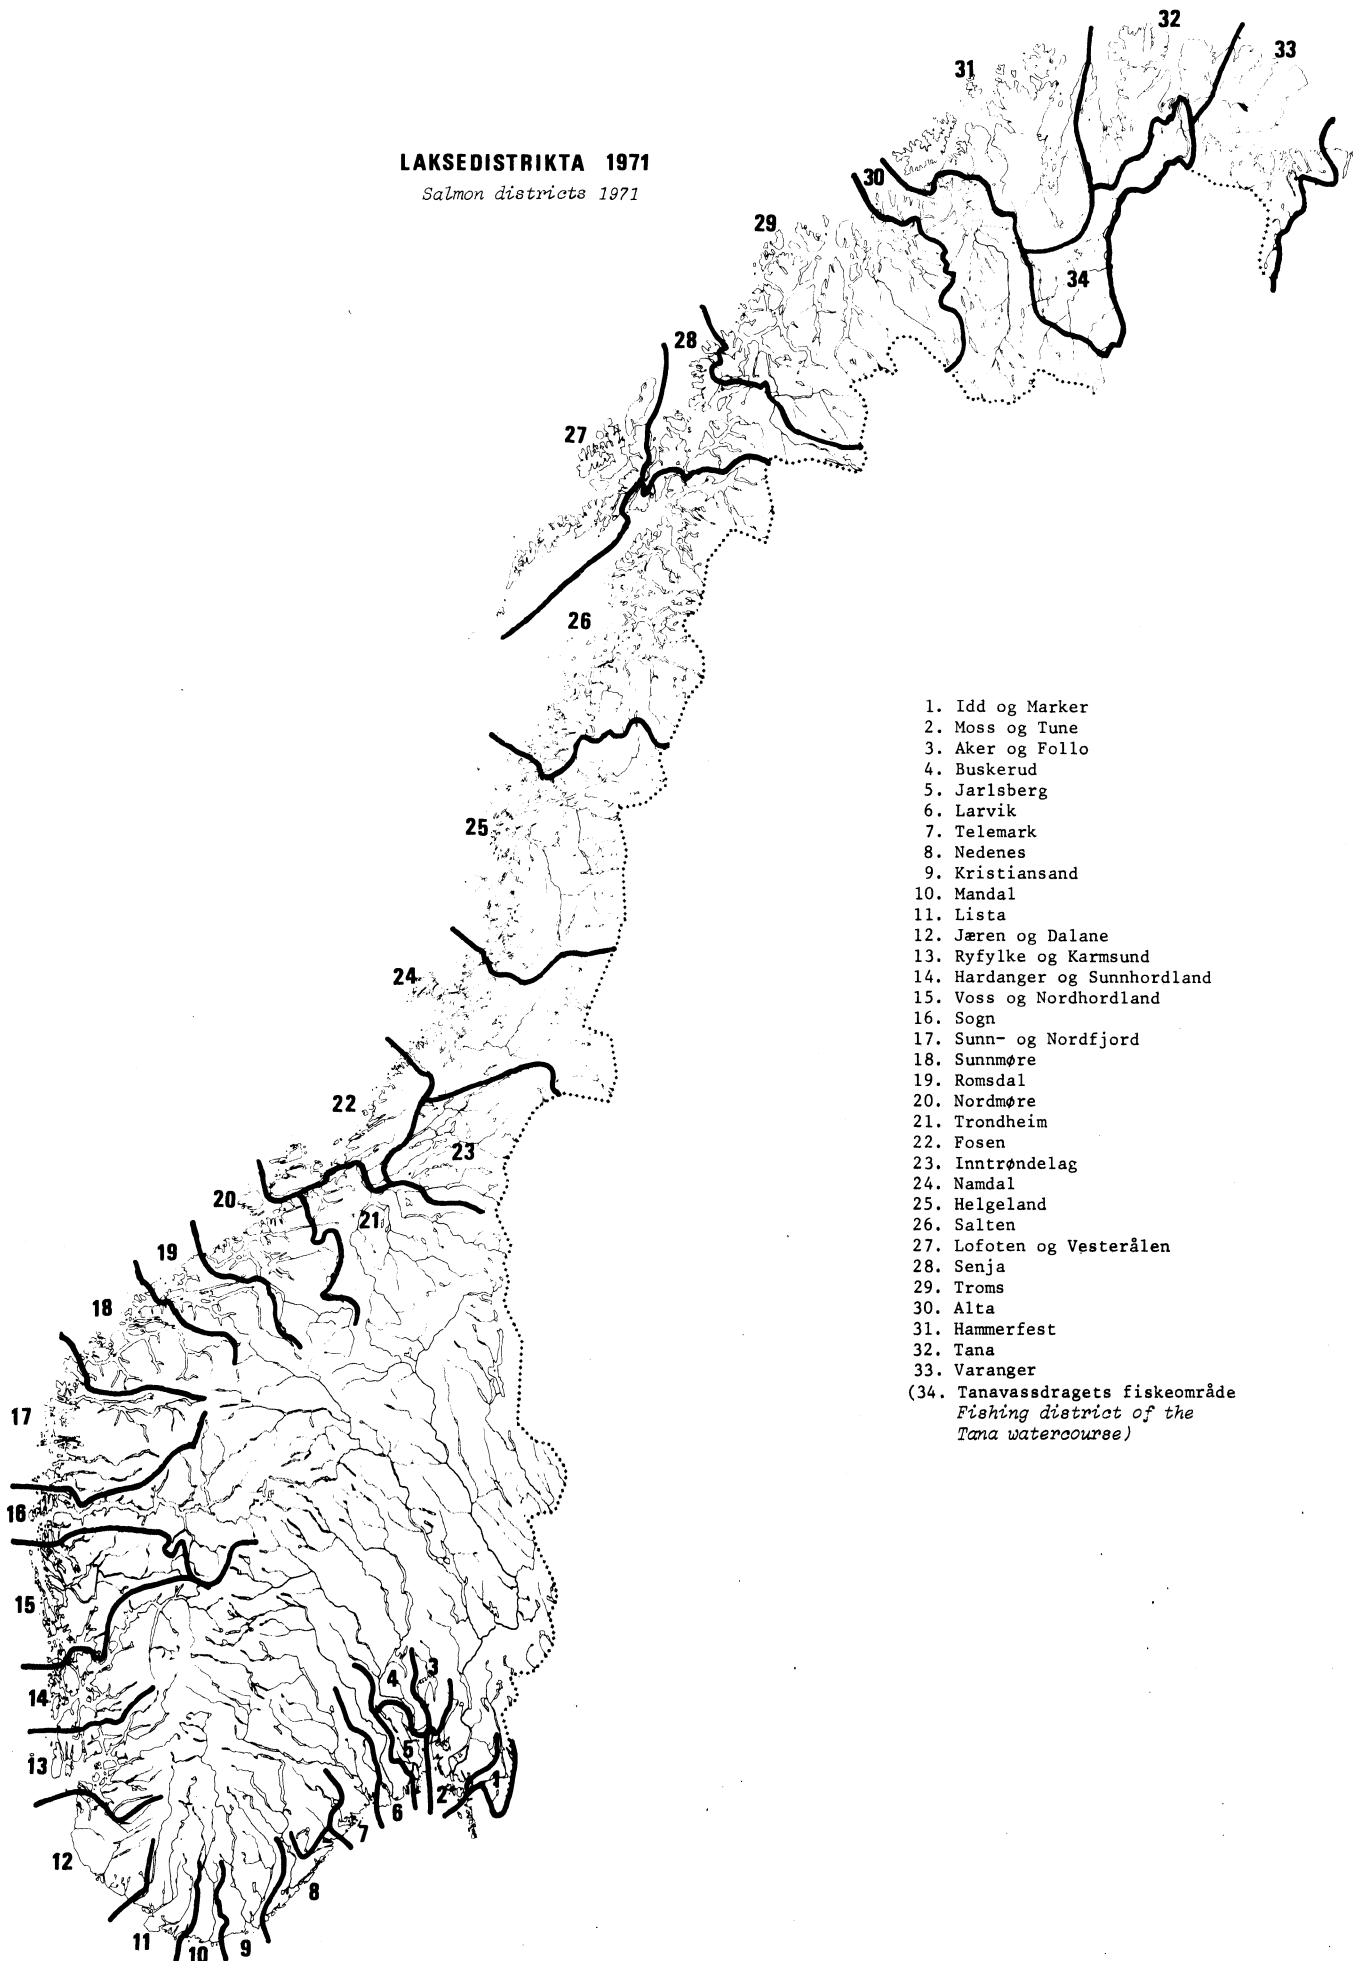 LAKSEDISTRIKTA 1971
Salmon districts 1971
32
33
31
30
29
34
28
27
26
25
24
22
23
20
21
19
18
17
16
15
14
13
12
11
10
9
8
7
6
5
4
3
2
1
1. Idd og Marker
2. Moss og Tune
3. Aker og Follo
4. Buskerud
5. Jarlsberg
6. Larvik
7. Telemark
8. Nedenes
9. Kristiansand
10. Mandal
11. Lista
12. Jæren og Dalane
13. Ryfylke og Karmsund
14. Hardanger og Sunnhordland
15. Voss og Nordhordland
16. Sogn
17. Sunn- og Nordfjord
18. Sunnmøre
19. Romsdal
20. Nordmøre
21. Trondheim
22. Fosen
23. Inntrøndelag
24. Namdal
25. Helgeland
26. Salten
27. Lofoten og Vesterålen
28. Senja
29. Troms
30. Alta
31. Hammerfest
32. Tana
33. Varanger
(34. Tanavassdragets fiskeområde
Fishing district of the
Tana watercourse)